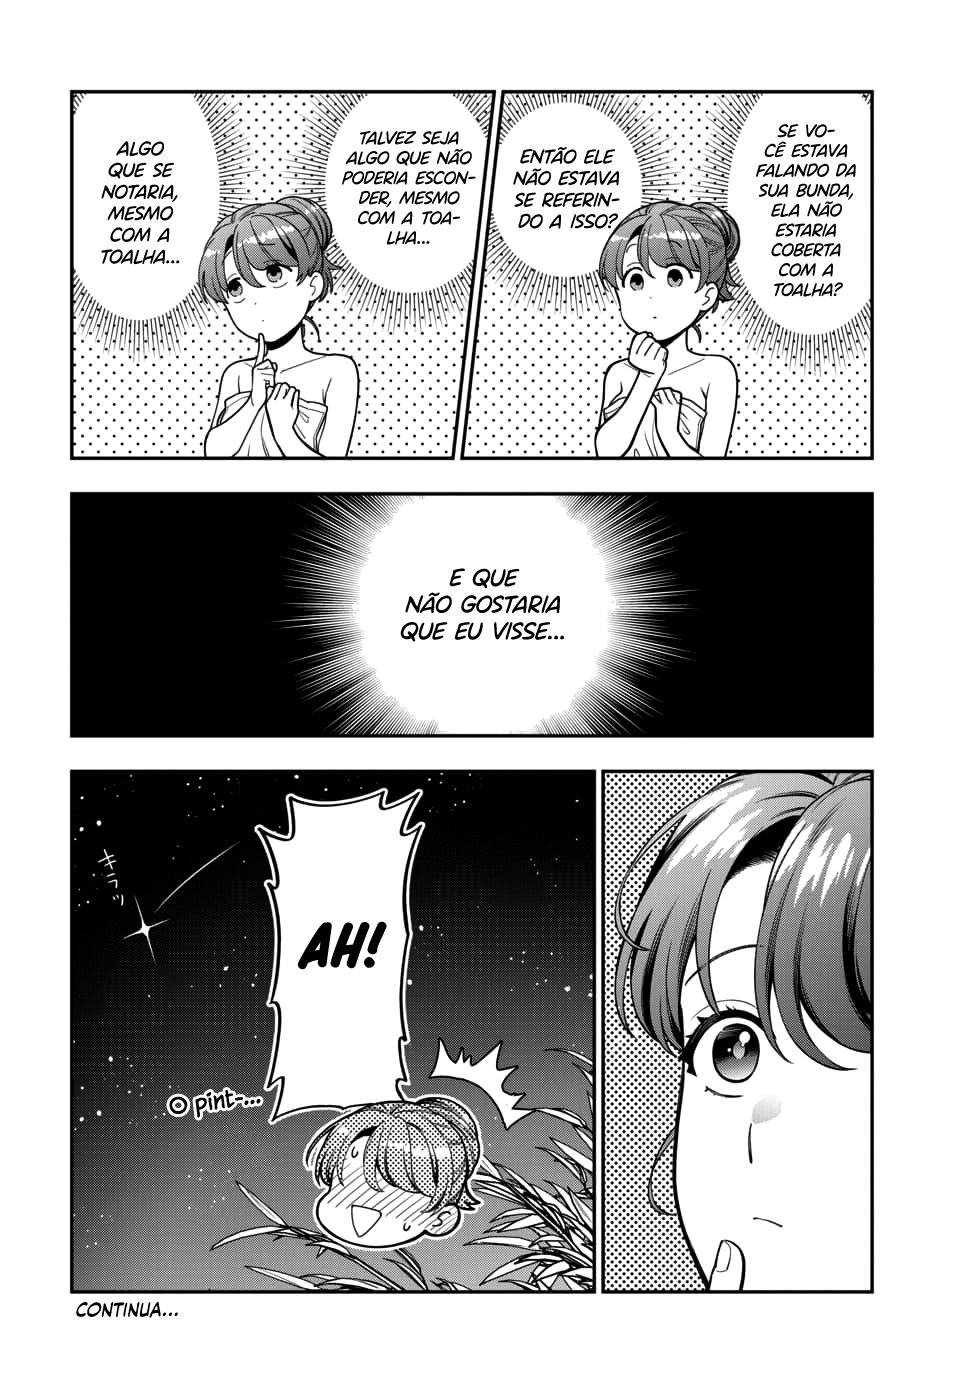 SE VO-
CÊ ESTAVA
FALANDO DA
SUA BUNDA,
ELA NÃO
ESTARIA
COBERTA
COM A
TOALHA?
ENTÃO ELE
NÃO ESTAVA
SE REFERIN-
DO A ISSO?
TALVEZ SEJA
ALGO QUE NÃO
PODERIA ESCON-
DER, MESMO
COM A TOA-
LHA...
ALGO
QUE SE
NOTARIA,
MESMO
COM A
TOALHA...
E QUE
NÃO GOSTARIA
QUE EU VISSE...
AH!
O pint-...
キラッ
CONTINUA...